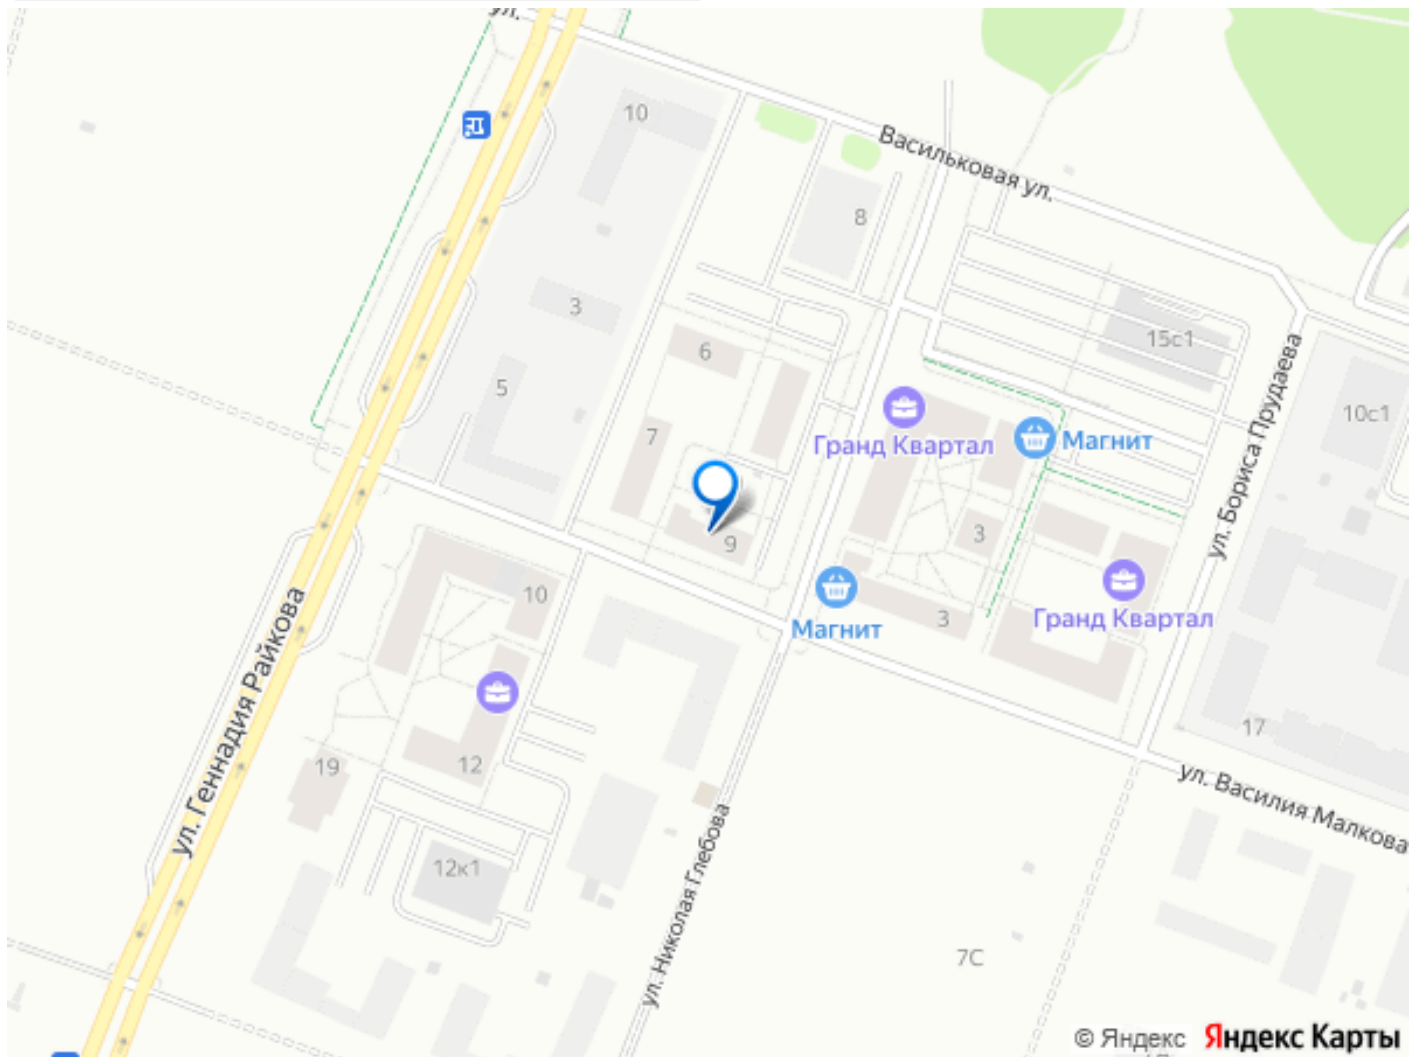 ул.
10
Васильковая ул.
8
3
15с1
6
5
7
10с1
Гранд Квартал
Магнит
ул. Бориса Прудаева
9
3
10
Гранд Квартал
Магнит
3
ул. Геннадия Райкова
17
19
12
ул. Василия Малкова
12к1
ул. Николая Глебова
7С
© Яндекс Яндекс Карты